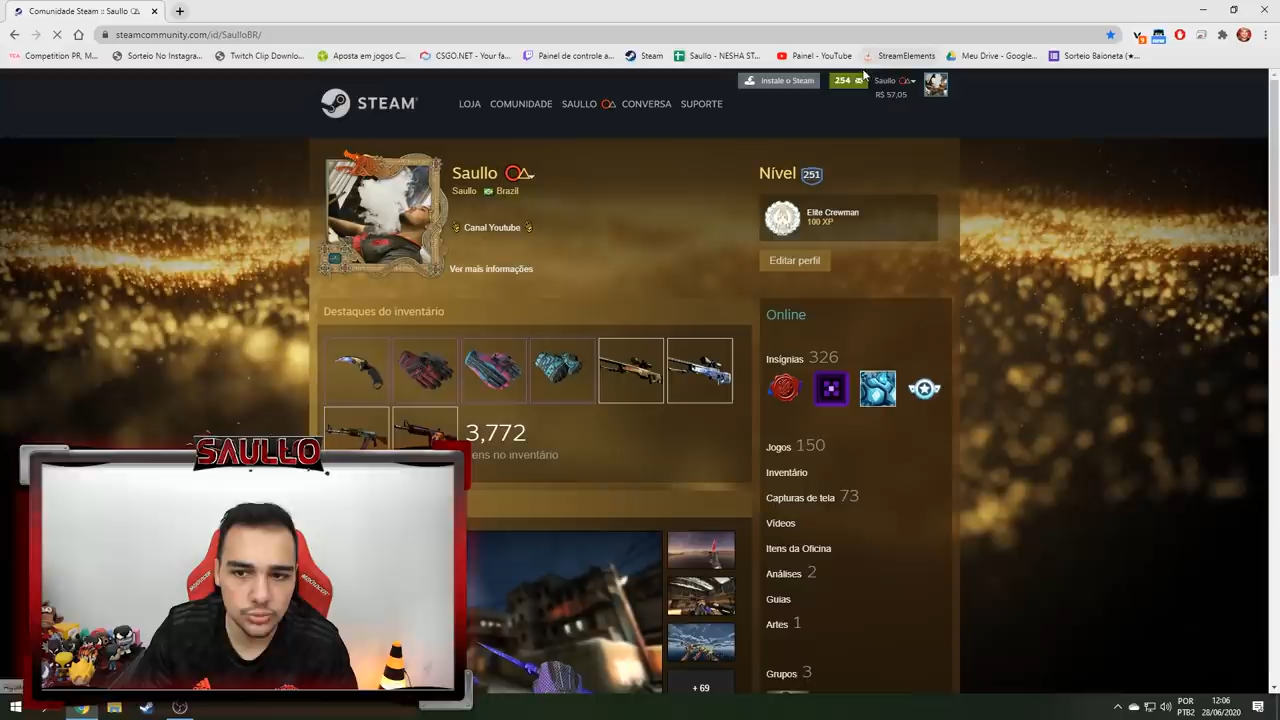 Comunidade Steam :: Saullo
steamcommunity.com/id/SaulloBR/
Competition PR, M...
Sorteio No Instagra...
Twitch Clip Downlo...
Aposta em jogos C...
CSGO.NET - Your fa...
Painel de controle a...
Steam
Saullo - NESHA ST...
Painel - YouTube
StreamElements
Meu Drive - Google...
Sorteio Baioneta (★...
Instale o Steam
254
Saullo
R$ 57,05
STEAM
LOJA COMUNIDADE SAULLO CONVERSA SUPORTE
Saullo
Saullo Brazil
Canal Youtube
Ver mais informações
Nível 251
Elite Crewman
100 XP
Editar perfil
Destaques do inventário
3,772
ens no inventário
Online
Insígnias 326
Jogos 150
Inventário
Capturas de tela 73
Vídeos
Itens da Oficina
Análises 2
Guias
Artes 1
Grupos 3
+ 69
SAULLO
POR
PTB2
12:06
28/06/2020